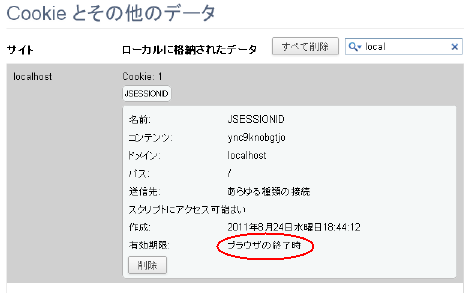 Cookie とその他のデータ
サイト ローカルに格納されたデータ すべて削除 local
localhost Cookie: 1
JSESSIONID
名前: JSESSIONID
コンテンツ: ync9knobgtjo
ドメイン: localhost
パス: /
送信先: あらゆる種類の接続
スクリプトにアクセス可能: はい
作成: 2011年8月24日水曜日18:44:12
有効期限: ブラウザの終了時
削除